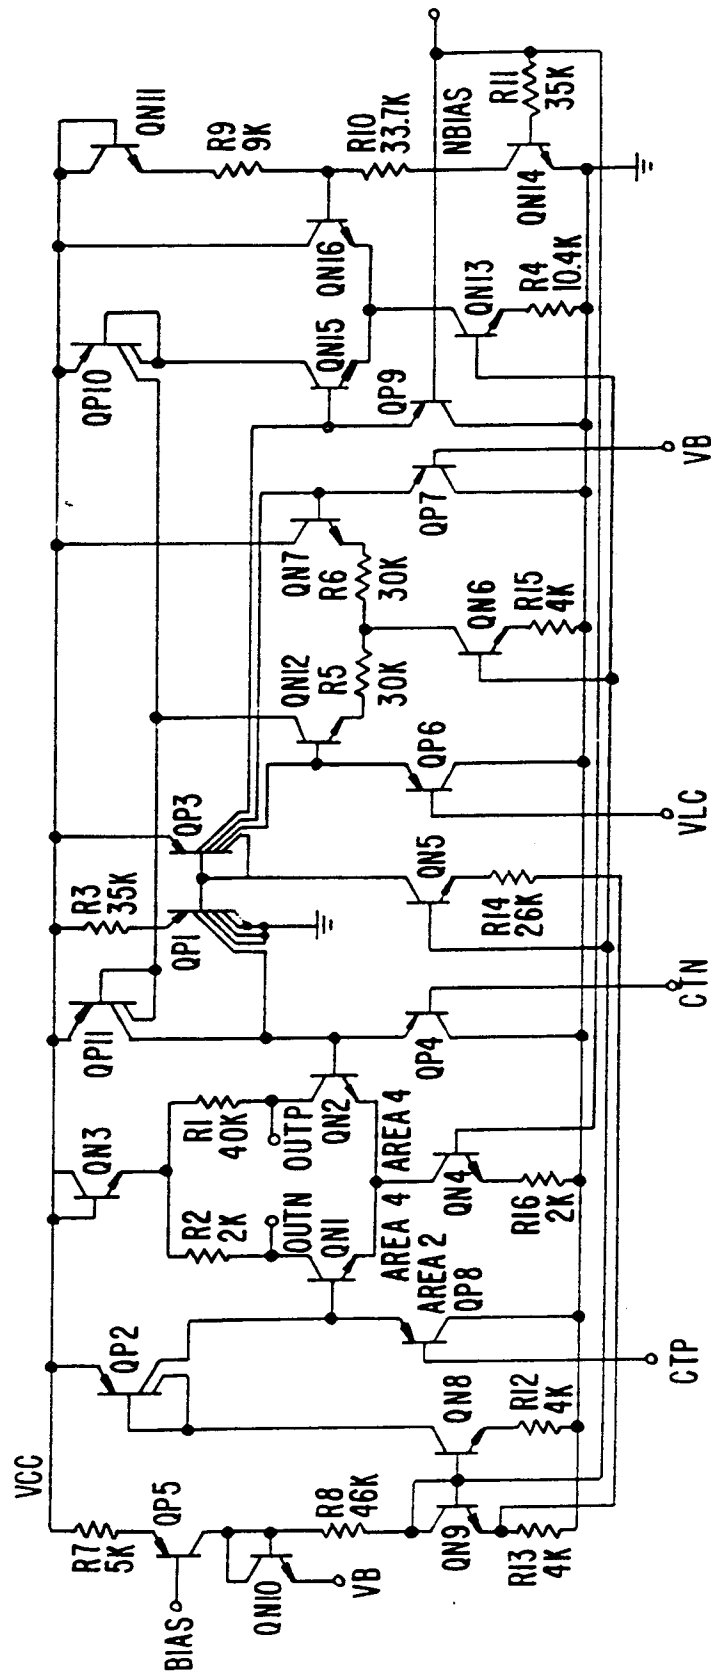 VCC
R7
5K
QP5
BIAS
QN10
VB
R8
46K
QN9
R13
4K
QP2
QN8
R12
4K
CTP
QP8
AREA 2
AREA 4
QN1
OUTN
R2
2K
QN3
R1
40K
OUTP
QN2
AREA 4
QN4
R16
2K
QP11
QP4
CTN
R3
35K
QP1
QP3
QN5
R14
26K
QP6
VLC
QN12
R5
30K
QN7
R6
30K
QN6
R15
4K
QP7
VB
QP10
QN15
QP9
QN16
QN13
R4
10.4K
QN11
R9
9K
R10
33.7K
NBIAS
R11
35K
QN14